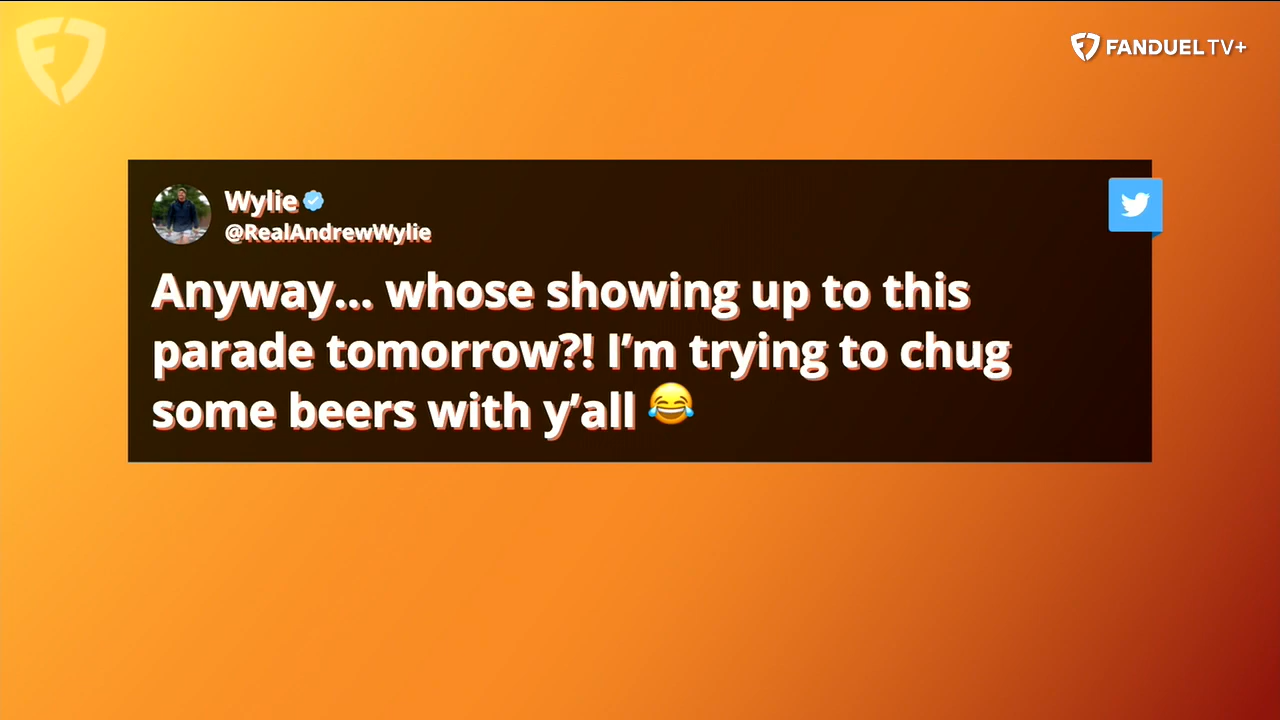 FANDUEL TV+
Wylie
@RealAndrewWylie
Anyway... whose showing up to this
parade tomorrow?! I’m trying to chug
some beers with y’all 😂